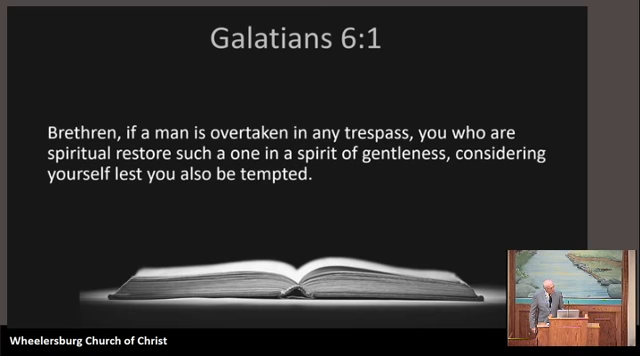 Galatians 6:1
Brethren, if a man is overtaken in any trespass, you who are
spiritual restore such a one in a spirit of gentleness, considering
yourself lest you also be tempted.
Wheelersburg Church of Christ